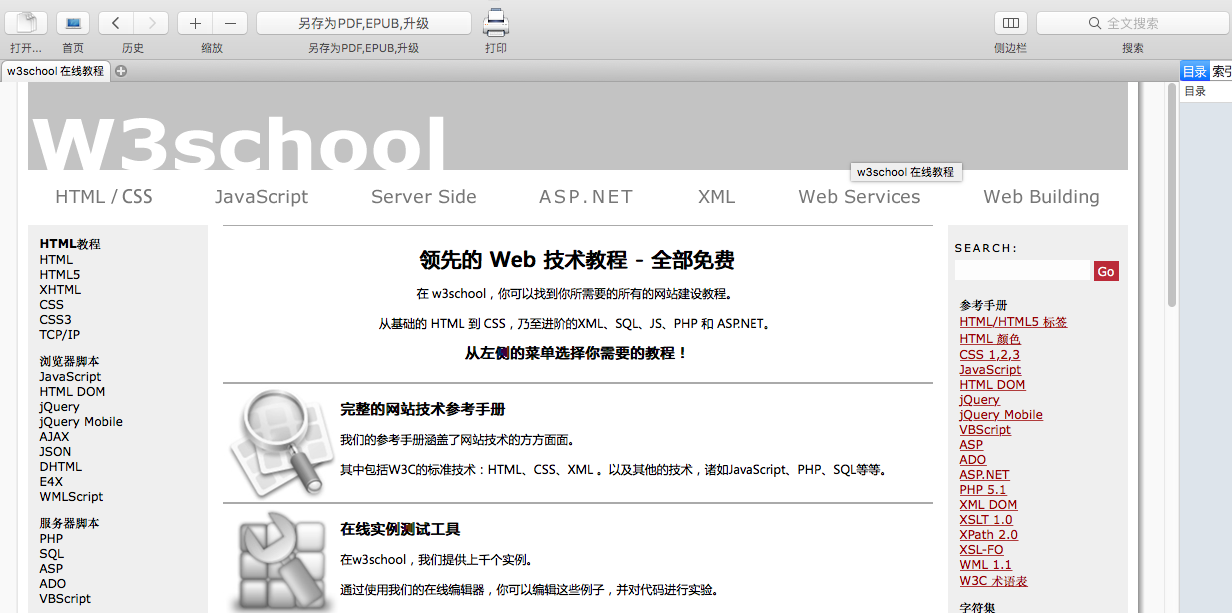 另存为PDF,EPUB,升级
全文搜索
打开...
首页
历史
缩放
另存为PDF,EPUB,升级
打印
侧边栏
搜索
w3school 在线教程
目录 索引
目录
W3school
w3school 在线教程
HTML / CSS JavaScript Server Side ASP.NET XML Web Services Web Building
HTML教程
HTML
HTML5
XHTML
CSS
CSS3
TCP/IP
浏览器脚本
JavaScript
HTML DOM
jQuery
jQuery Mobile
AJAX
JSON
DHTML
E4X
WMLScript
服务器脚本
PHP
SQL
ASP
ADO
VBScript
领先的 Web 技术教程 - 全部免费
在 w3school，你可以找到你所需要的所有的网站建设教程。
从基础的 HTML 到 CSS，乃至进阶的XML、SQL、JS、PHP 和 ASP.NET。
从左侧的菜单选择你需要的教程！
完整的网站技术参考手册
我们的参考手册涵盖了网站技术的方方面面。
其中包括W3C的标准技术：HTML、CSS、XML 。以及其他的技术，诸如JavaScript、PHP、SQL等等。
在线实例测试工具
在w3school，我们提供上千个实例。
通过使用我们的在线编辑器，你可以编辑这些例子，并对代码进行实验。
SEARCH:
Go
参考手册
HTML/HTML5 标签
HTML 颜色
CSS 1,2,3
JavaScript
HTML DOM
jQuery
jQuery Mobile
VBScript
ASP
ADO
ASP.NET
PHP 5.1
XML DOM
XSLT 1.0
XPath 2.0
XSL-FO
WML 1.1
W3C 术语表
字符集